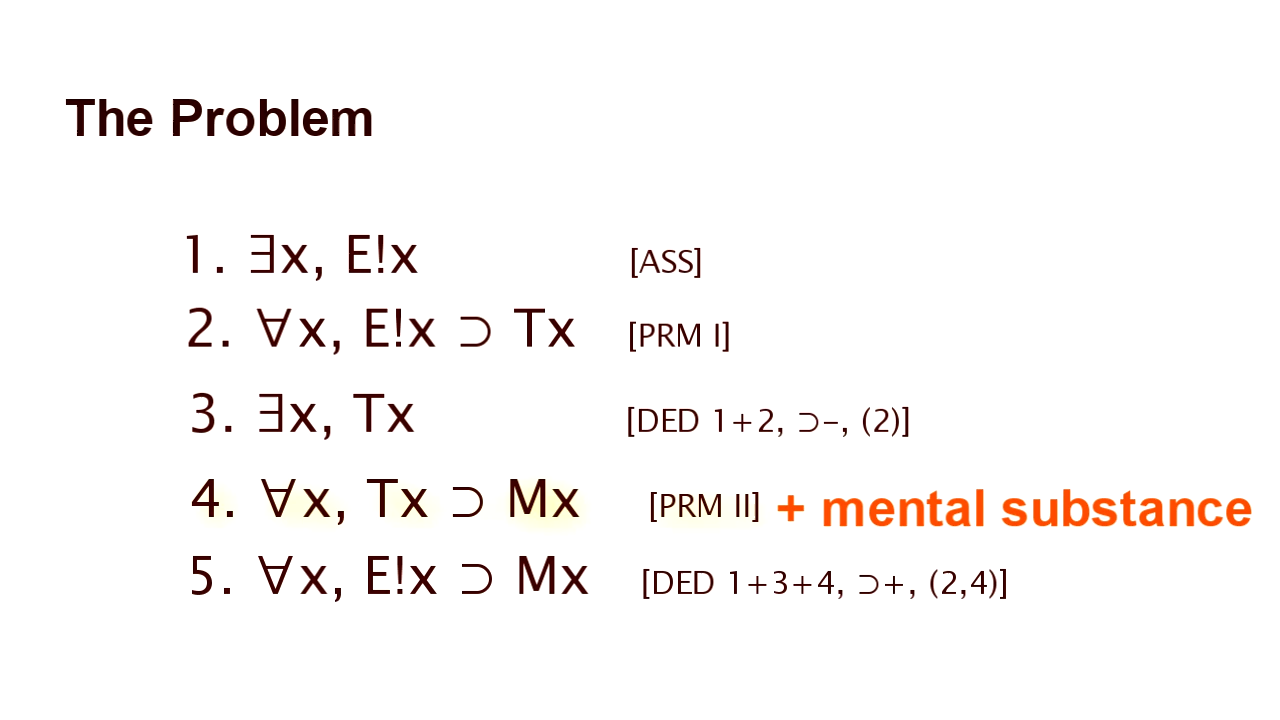 The Problem
1. ∃x, E!x [ASS]
2. ∀x, E!x ⊃ Tx [PRM I]
3. ∃x, Tx [DED 1+2, ⊃-, (2)]
4. ∀x, Tx ⊃ Mx [PRM II] + mental substance
5. ∀x, E!x ⊃ Mx [DED 1+3+4, ⊃+, (2,4)]